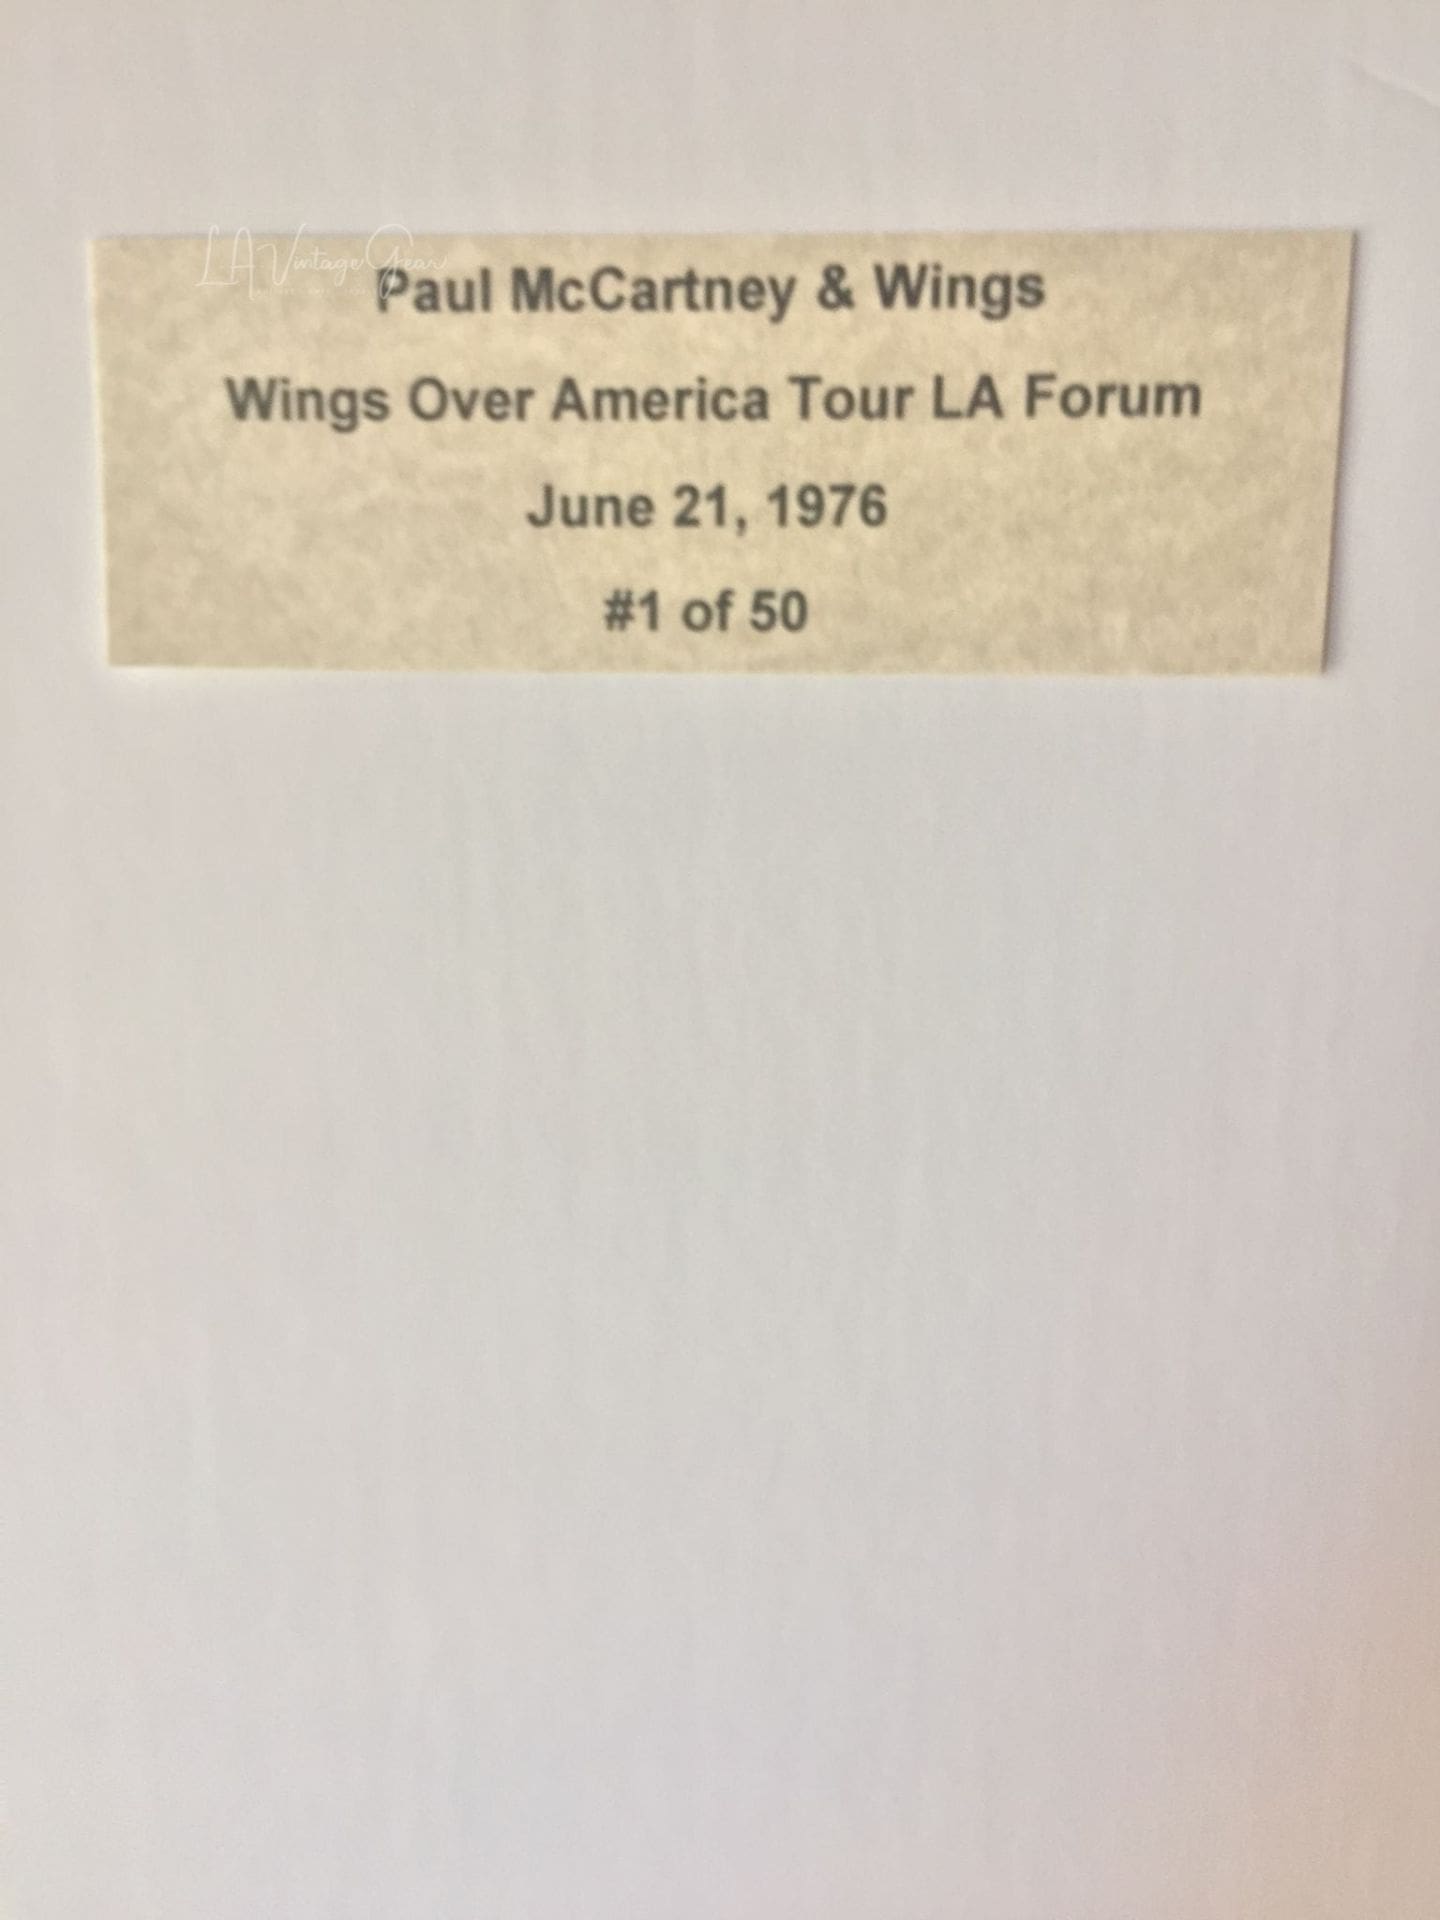 LA Vintage Gear
Paul McCartney & Wings
Wings Over America Tour LA Forum
June 21, 1976
#1 of 50